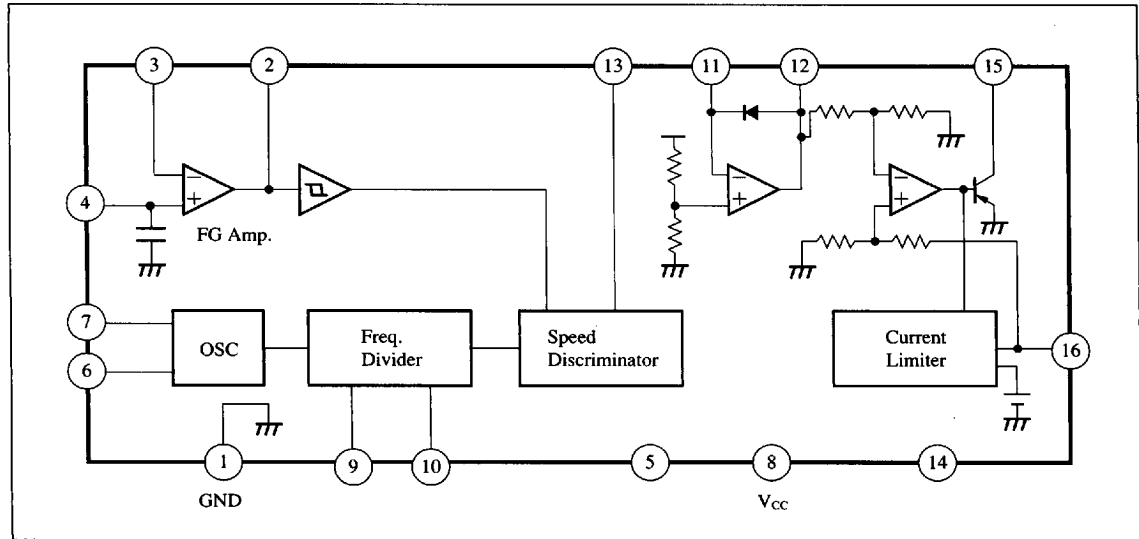 3
2
13
11
12
15
−
+
4
FG Amp.
−
+
−
+
7
6
OSC
Freq.
Divider
Speed
Discriminator
Current
Limiter
16
1
9
10
5
8
14
GND
VCC